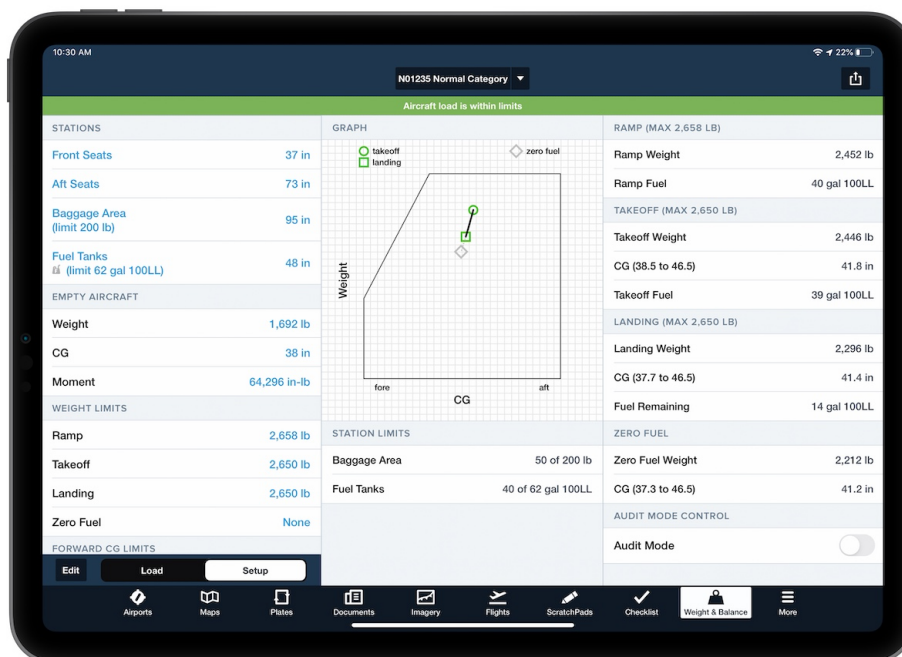 10:30 AM
22%
N01235 Normal Category
Aircraft load is within limits
STATIONS
Front Seats 37 in
Aft Seats 73 in
Baggage Area
(limit 200 lb) 95 in
Fuel Tanks
(limit 62 gal 100LL) 48 in
EMPTY AIRCRAFT
Weight 1,692 lb
CG 38 in
Moment 64,296 in-lb
WEIGHT LIMITS
Ramp 2,658 lb
Takeoff 2,650 lb
Landing 2,650 lb
Zero Fuel None
FORWARD CG LIMITS
Edit Load Setup
GRAPH
takeoff zero fuel
landing
Weight
fore aft
CG
STATION LIMITS
Baggage Area 50 of 200 lb
Fuel Tanks 40 of 62 gal 100LL
RAMP (MAX 2,658 LB)
Ramp Weight 2,452 lb
Ramp Fuel 40 gal 100LL
TAKEOFF (MAX 2,650 LB)
Takeoff Weight 2,446 lb
CG (38.5 to 46.5) 41.8 in
Takeoff Fuel 39 gal 100LL
LANDING (MAX 2,650 LB)
Landing Weight 2,296 lb
CG (37.7 to 46.5) 41.4 in
Fuel Remaining 14 gal 100LL
ZERO FUEL
Zero Fuel Weight 2,212 lb
CG (37.3 to 46.5) 41.2 in
AUDIT MODE CONTROL
Audit Mode
Airports Maps Plates Documents Imagery Flights ScratchPads Checklist Weight & Balance More